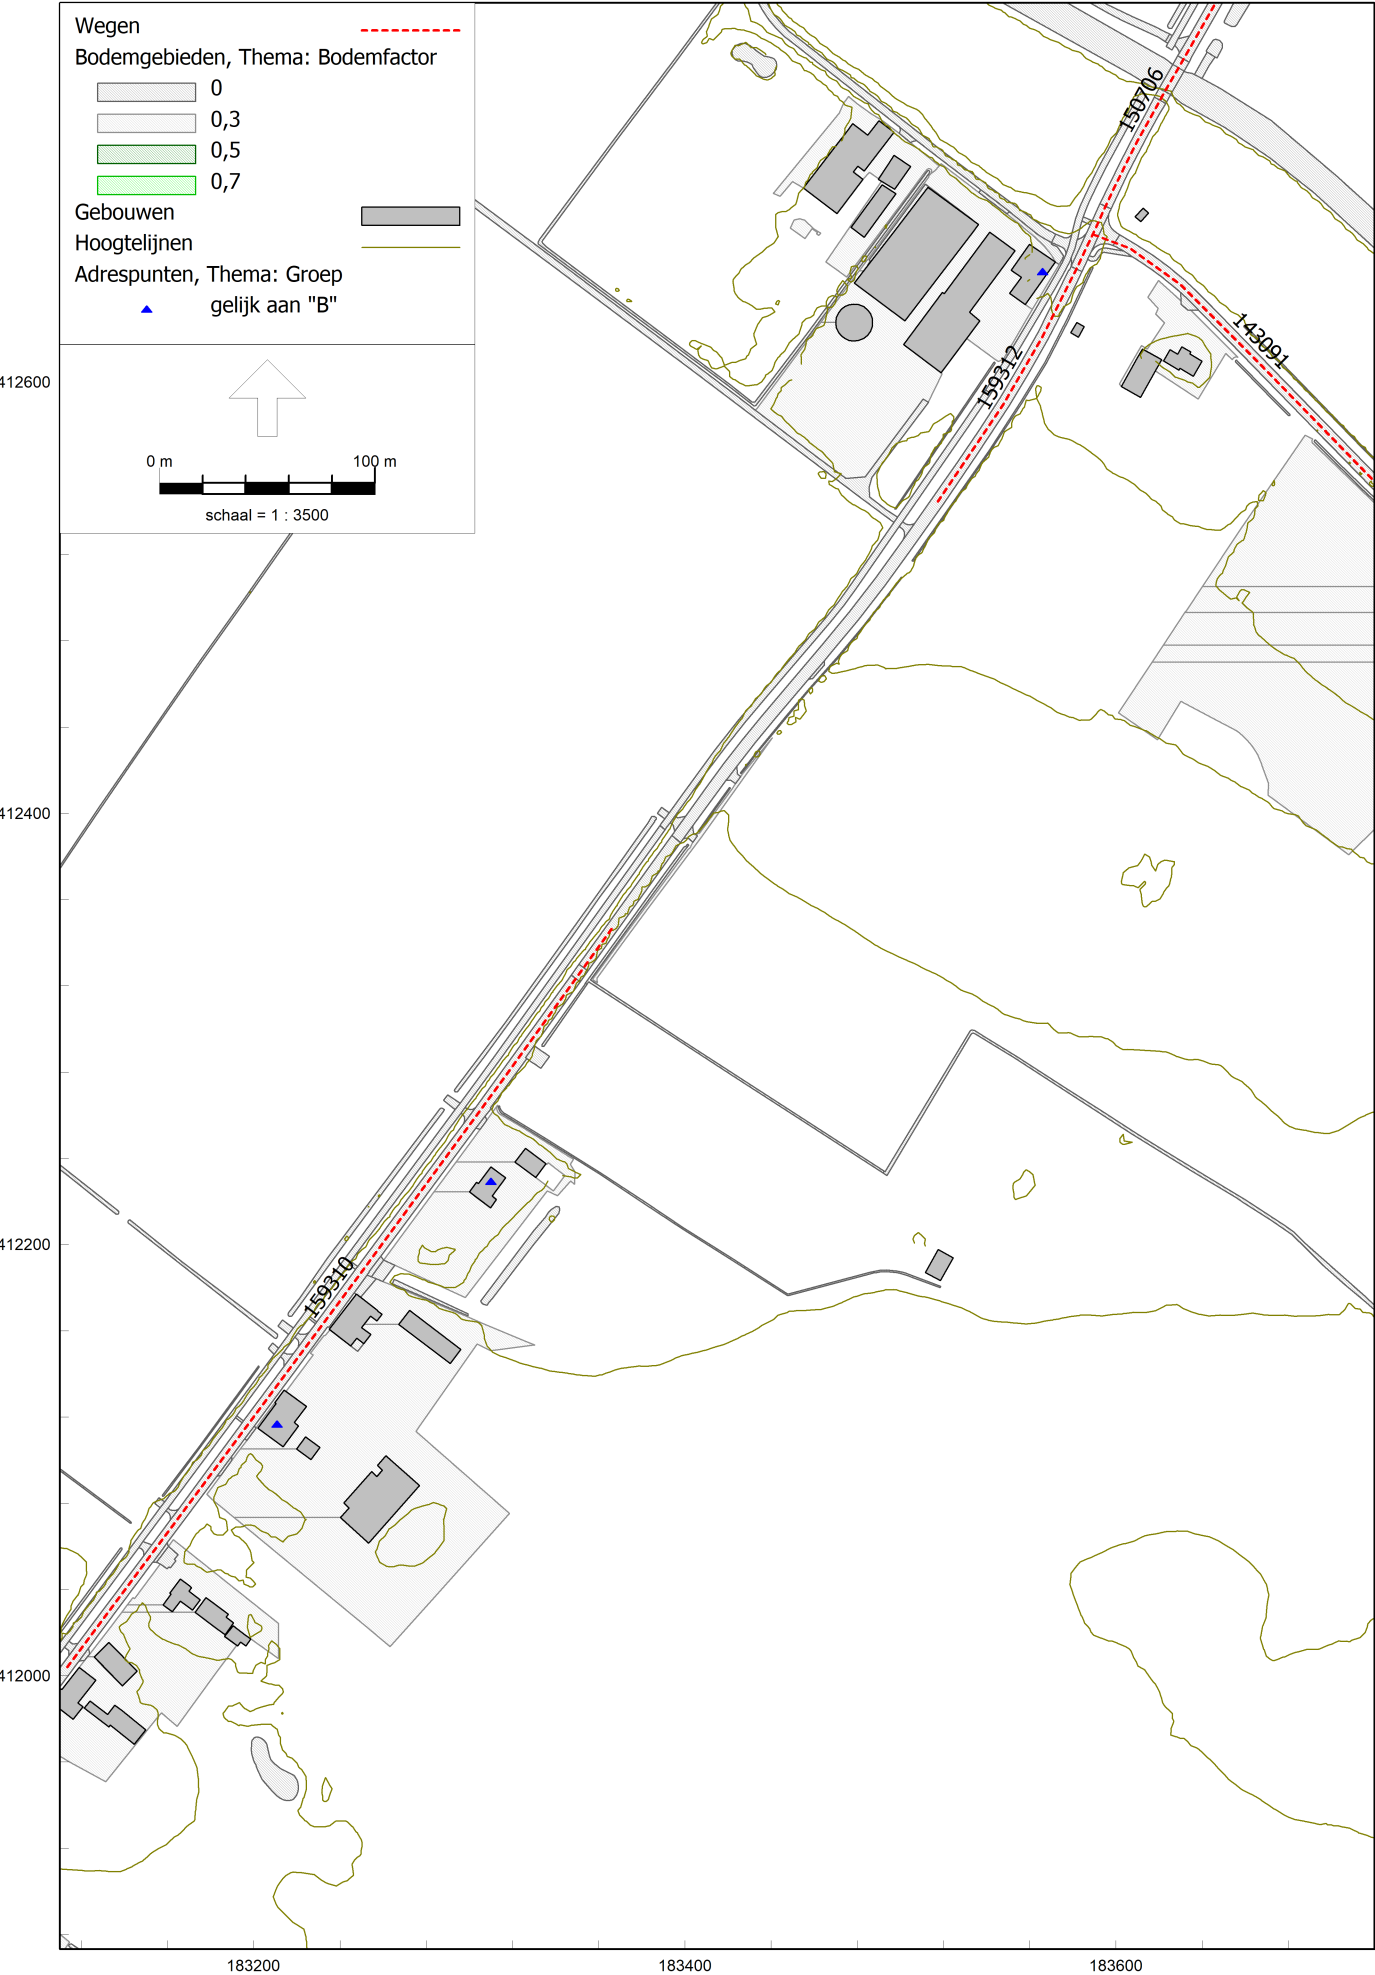 Wegen
Bodemgebieden, Thema: Bodemfactor
0
0,3
0,5
0,7
Gebouwen
Hoogtelijnen
Adrespunten, Thema: Groep
gelijk aan "B"
0 m 100 m
schaal = 1 : 3500
150706
143091
159312
159310
412600
412400
412200
412000
183200 183400 183600